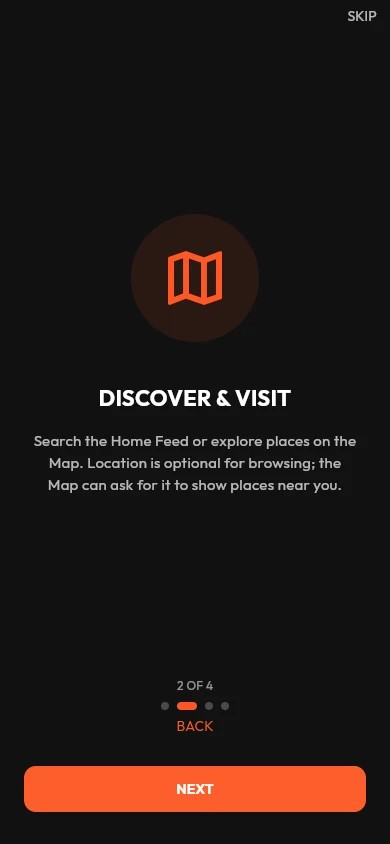 SKIP
DISCOVER & VISIT
Search the Home Feed or explore places on the
Map. Location is optional for browsing; the
Map can ask for it to show places near you.
2 OF 4
BACK
NEXT